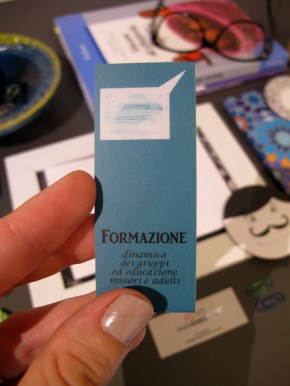 FORMAZIONE
dinamica
dei gruppi
ed educazione
minori e adulti